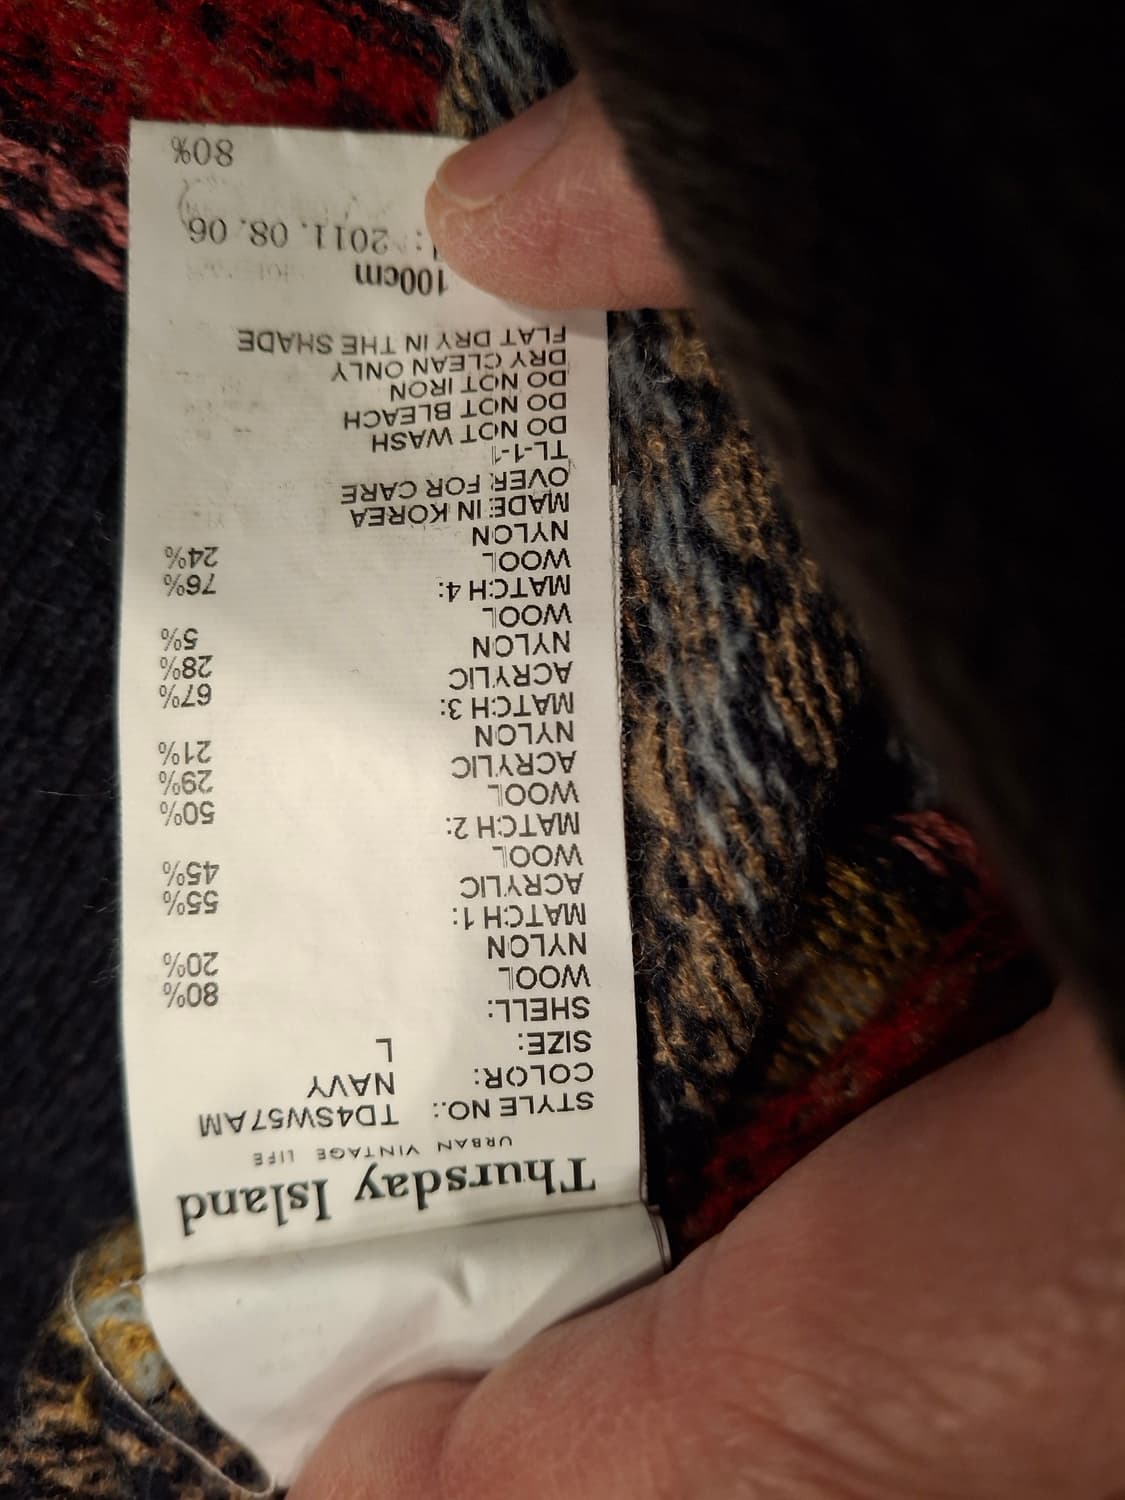 Thursday Island
URBAN VINTAGE LIFE
STYLE NO.: TD4SW57AM
COLOR: NAVY
SIZE: L
SHELL:
WOOL 80%
NYLON 20%
MATCH 1:
ACRYLIC 55%
WOOL 45%
MATCH 2:
WOOL 50%
ACRYLIC 29%
NYLON 21%
MATCH 3:
ACRYLIC 67%
NYLON 28%
WOOL 5%
MATCH 4:
WOOL 76%
NYLON 24%
MADE IN KOREA
OVER FOR CARE
TL-1-1
DO NOT WASH
DO NOT BLEACH
DO NOT IRON
DRY CLEAN ONLY
FLAT DRY IN THE SHADE
100cm
: 2011. 08. 06
80%